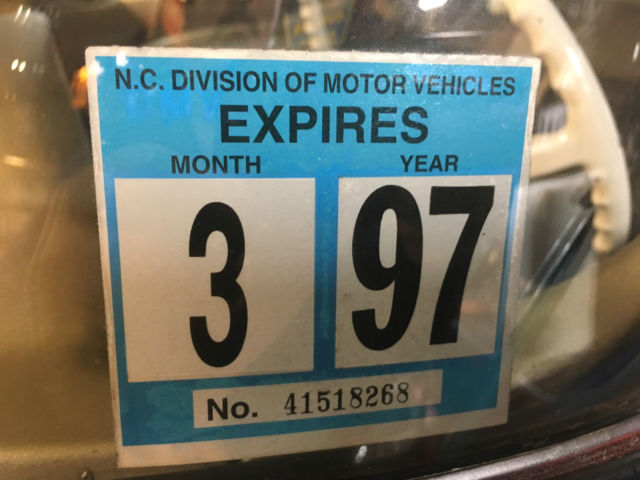 N.C. DIVISION OF MOTOR VEHICLES
EXPIRES
MONTH YEAR
3 97
No. 41518268